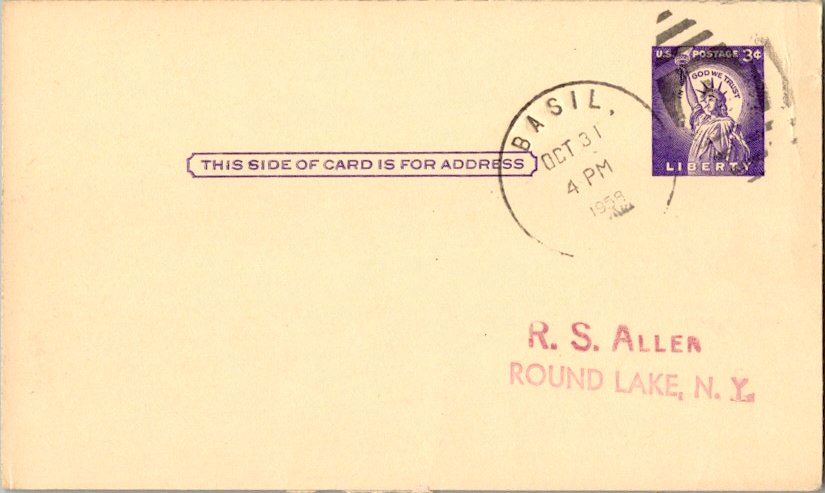 U.S. POSTAGE 3¢
IN GOD WE TRUST
LIBERTY
BASIL,
OCT 31
4 PM
1958
THIS SIDE OF CARD IS FOR ADDRESS
R. S. ALLEN
ROUND LAKE, N. Y.